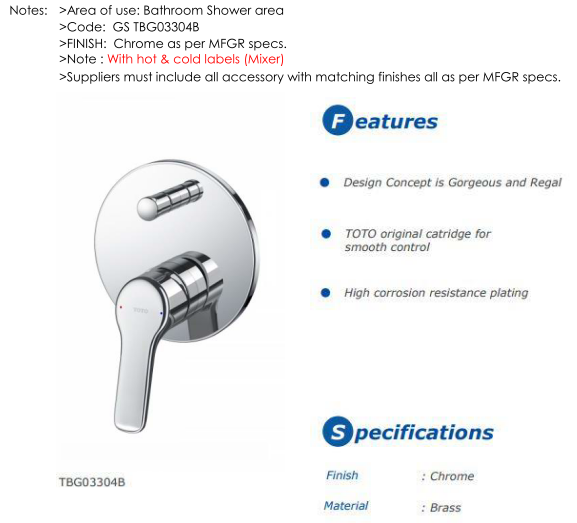 Notes: >Area of use: Bathroom Shower area
>Code: GS TBG03304B
>FINISH: Chrome as per MFGR specs.
>Note : With hot & cold labels (Mixer)
>Suppliers must include all accessory with matching finishes all as per MFGR specs.
Features
Design Concept is Gorgeous and Regal
TOTO original catridge for
smooth control
High corrosion resistance plating
TOTO
TBG03304B
Specifications
Finish : Chrome
Material : Brass